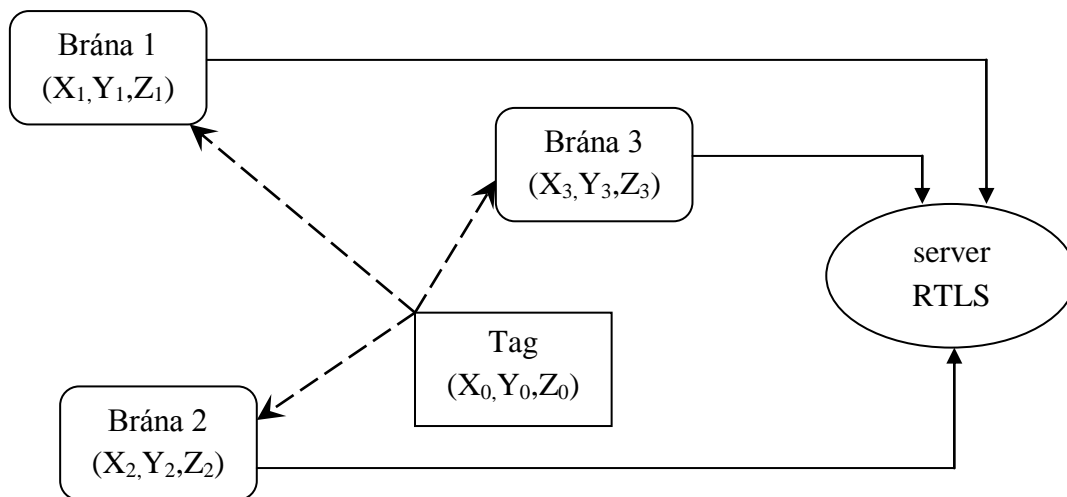 Brána 1
(X₁,Y₁,Z₁)
Brána 3
(X₃,Y₃,Z₃)
server
RTLS
Tag
(X₀,Y₀,Z₀)
Brána 2
(X₂,Y₂,Z₂)